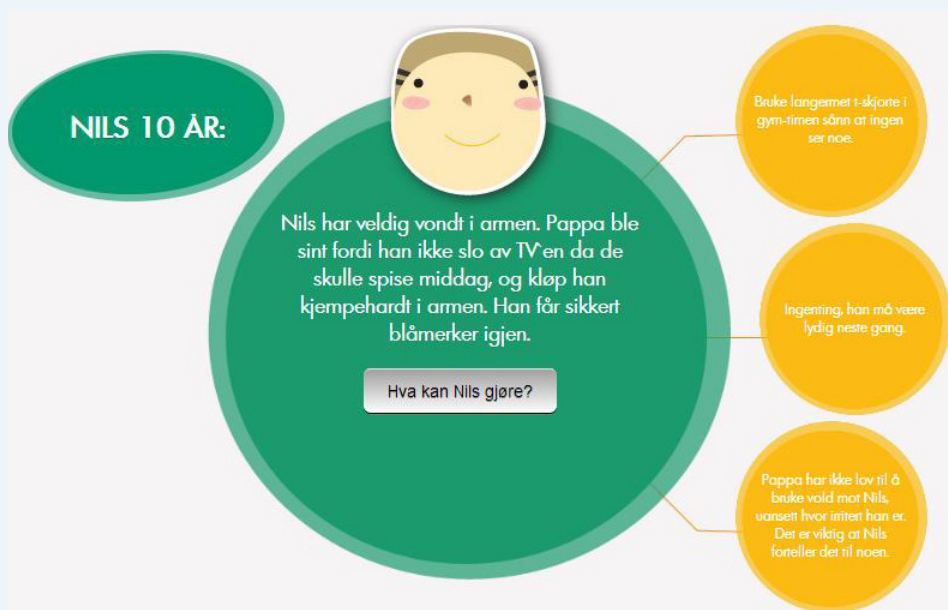 NILS 10 ÅR:
Nils har veldig vondt i armen. Pappa ble
sint fordi han ikke slo av TV`en da de
skulle spise middag, og kløp han
kjempehardt i armen. Han får sikkert
blåmerker igjen.
Hva kan Nils gjøre?
Bruke langermet t-skjorte i
gym-timen sånn at ingen
ser noe.
Ingenting, han må være
lydig neste gang.
Pappa har ikke lov til å
bruke vold mot Nils,
uansett hvor irritert han er.
Det er viktig at Nils
forteller det til noen.